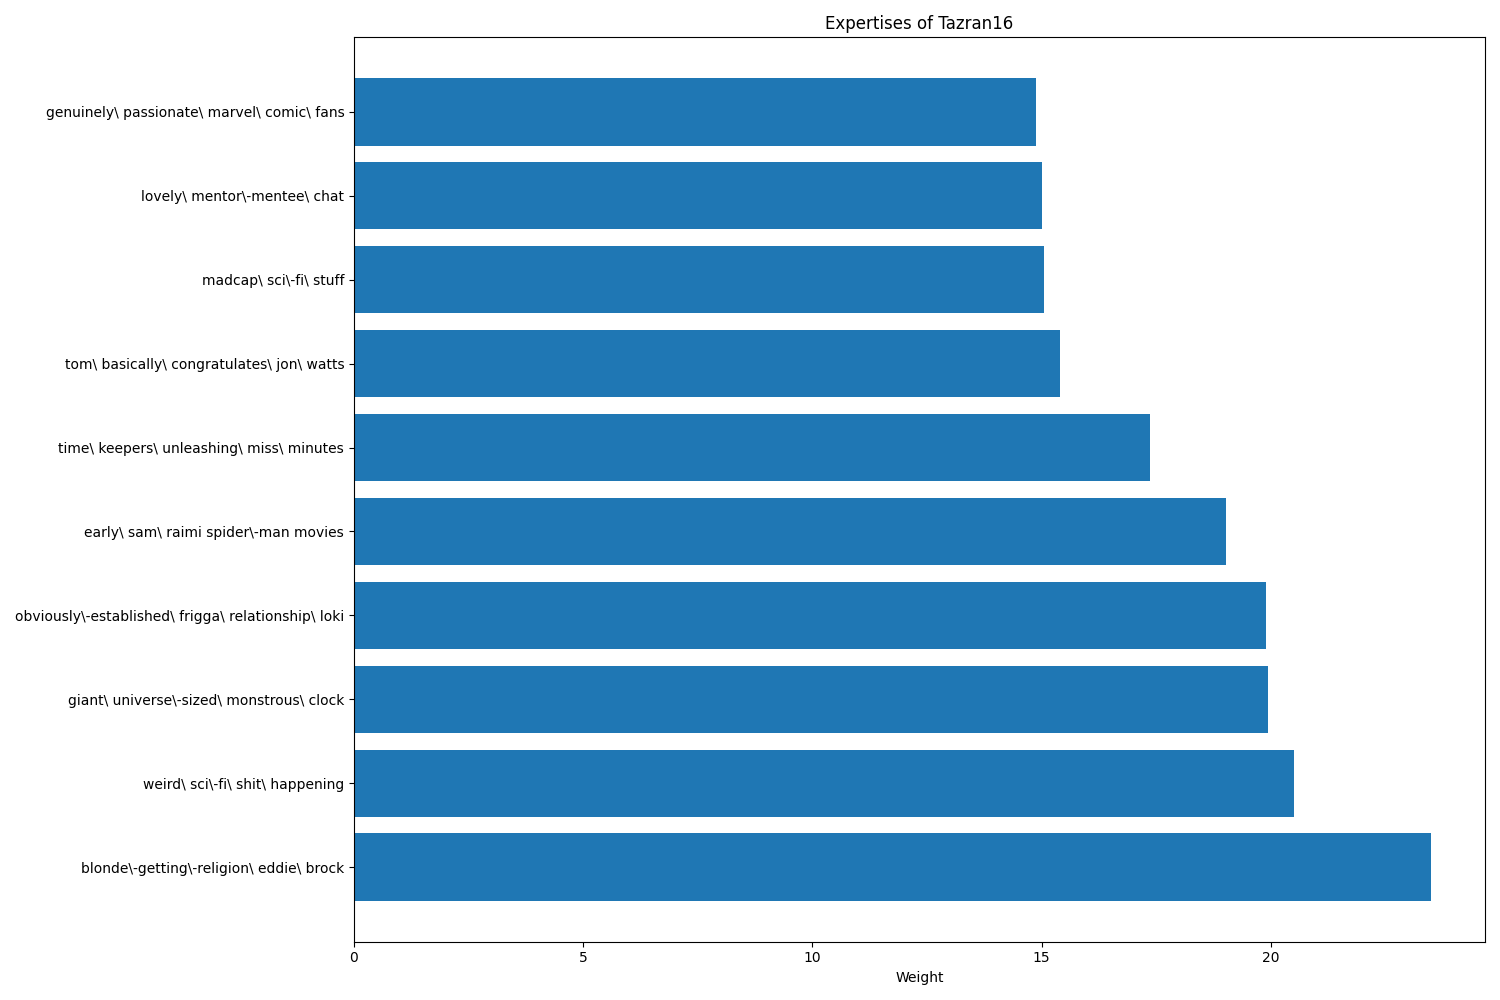 Expertises of Tazran16
genuinely\ passionate\ marvel\ comic\ fans
lovely\ mentor\-mentee\ chat
madcap\ sci\-fi\ stuff
tom\ basically\ congratulates\ jon\ watts
time\ keepers\ unleashing\ miss\ minutes
early\ sam\ raimi spider\-man movies
obviously\-established\ frigga\ relationship\ loki
giant\ universe\-sized\ monstrous\ clock
weird\ sci\-fi\ shit\ happening
blonde\-getting\-religion\ eddie\ brock
0 5 10 15 20
Weight